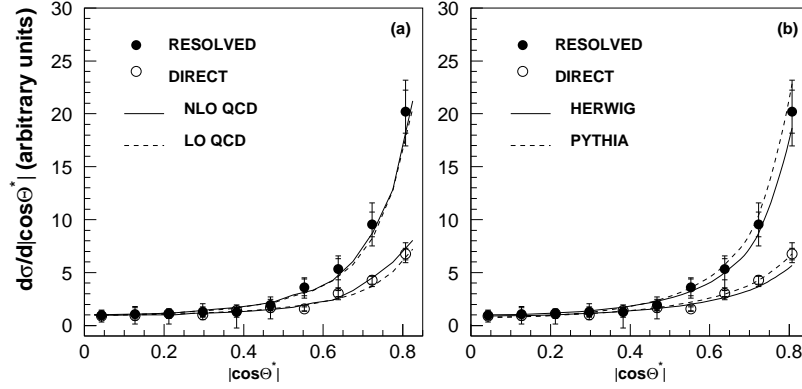 dσ/d|cosΘ*| (arbitrary units)
30
25
20
15
10
5
0
(a)
RESOLVED
DIRECT
NLO QCD
LO QCD
0 0.2 0.4 0.6 0.8
|cosΘ*|
30
25
20
15
10
5
0
(b)
RESOLVED
DIRECT
HERWIG
PYTHIA
0 0.2 0.4 0.6 0.8
|cosΘ*|